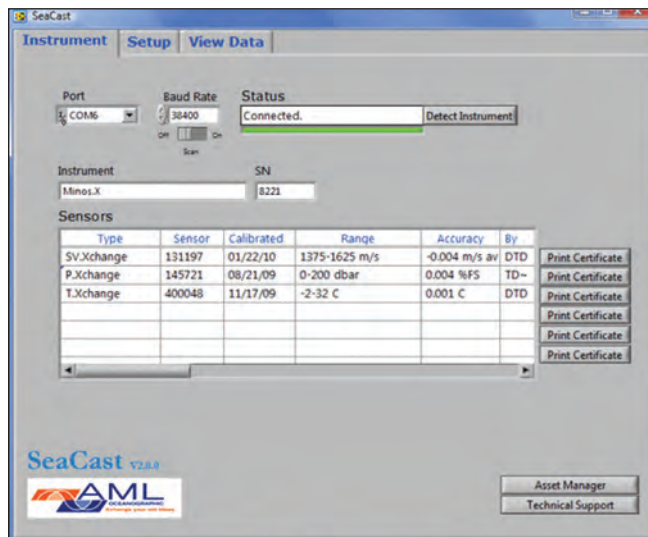 SeaCast
Instrument Setup View Data
Port Baud Rate Status
COM6 38400 Connected. Detect Instrument
Off On
Scan
Instrument SN
Minos.X 8221
Sensors
Type Sensor Calibrated Range Accuracy By
SV.Xchange 131197 01/22/10 1375-1625 m/s -0.004 m/s av DTD Print Certificate
P.Xchange 145721 08/21/09 0-200 dbar 0.004 %FS TD~ Print Certificate
T.Xchange 400048 11/17/09 -2-32 C 0.001 C DTD Print Certificate
Print Certificate
Print Certificate
Print Certificate
SeaCast V2.0.0
AML
OCEANOGRAPHIC
Xchange your old ideas
Asset Manager
Technical Support